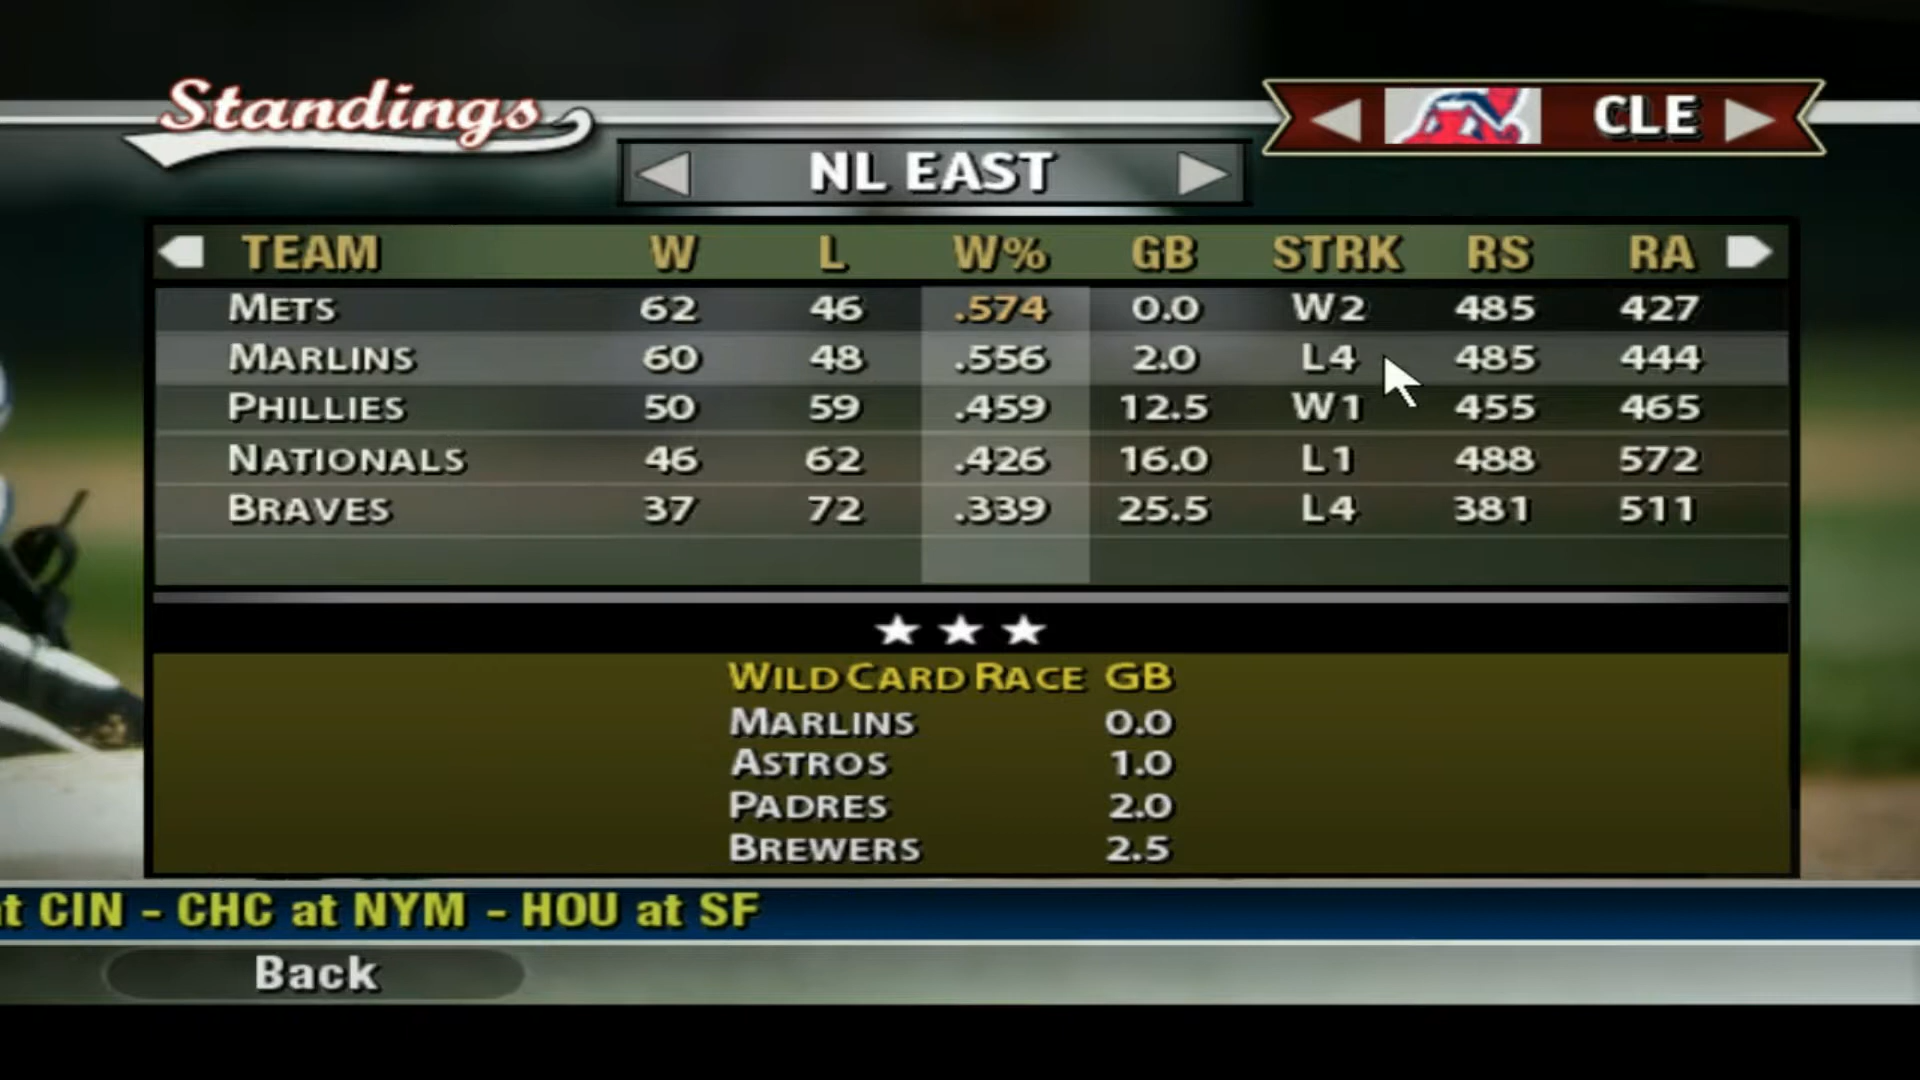 Standings
CLE
NL EAST
TEAM W L W% GB STRK RS RA
METS 62 46 .574 0.0 W2 485 427
MARLINS 60 48 .556 2.0 L4 485 444
PHILLIES 50 59 .459 12.5 W1 455 465
NATIONALS 46 62 .426 16.0 L1 488 572
BRAVES 37 72 .339 25.5 L4 381 511
WILD CARD RACE GB
MARLINS 0.0
ASTROS 1.0
PADRES 2.0
BREWERS 2.5
at CIN - CHC at NYM - HOU at SF
Back